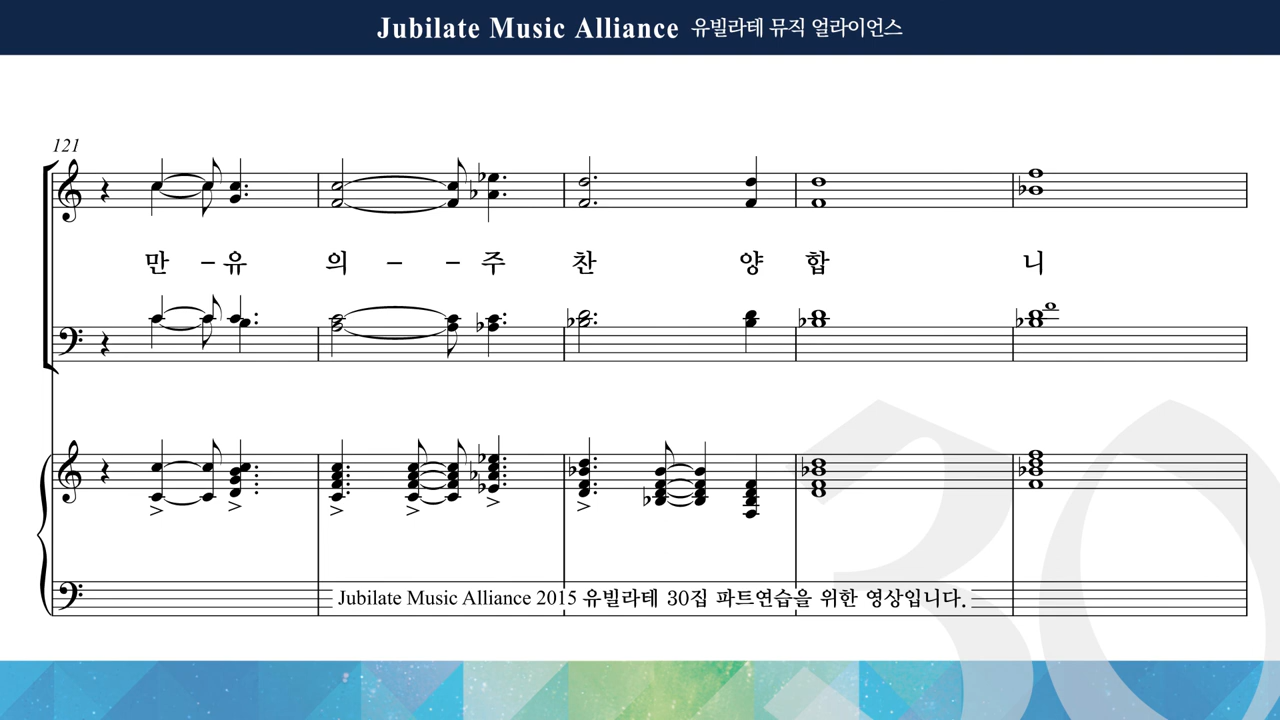 Jubilate Music Alliance 유빌라테 뮤직 얼라이언스
121
만 - 유 의 - - 주 찬 양 합 니
Jubilate Music Alliance 2015 유빌라테 30집 파트연습을 위한 영상입니다.
30